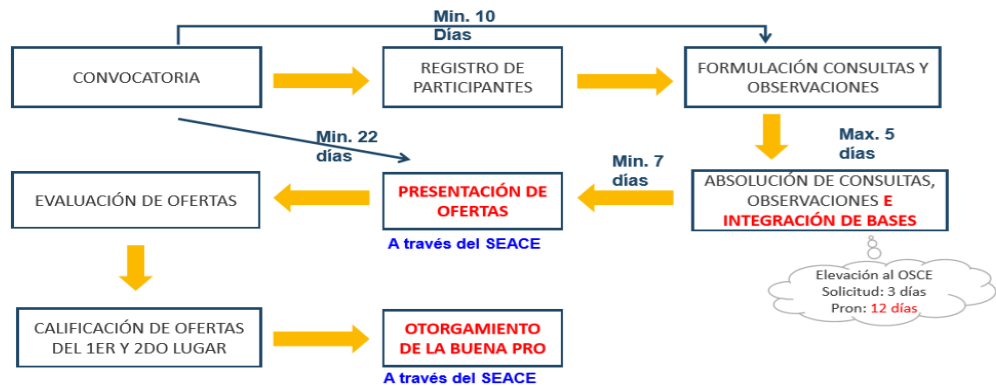 Min. 10
Días
CONVOCATORIA
REGISTRO DE
PARTICIPANTES
FORMULACIÓN CONSULTAS Y
OBSERVACIONES
Min. 22
días
Max. 5
días
Min. 7
días
EVALUACIÓN DE OFERTAS
PRESENTACIÓN DE
OFERTAS
A través del SEACE
ABSOLUCIÓN DE CONSULTAS,
OBSERVACIONES E
INTEGRACIÓN DE BASES
Elevación al OSCE
Solicitud: 3 días
Pron: 12 días
CALIFICACIÓN DE OFERTAS
DEL 1ER Y 2DO LUGAR
OTORGAMIENTO
DE LA BUENA PRO
A través del SEACE